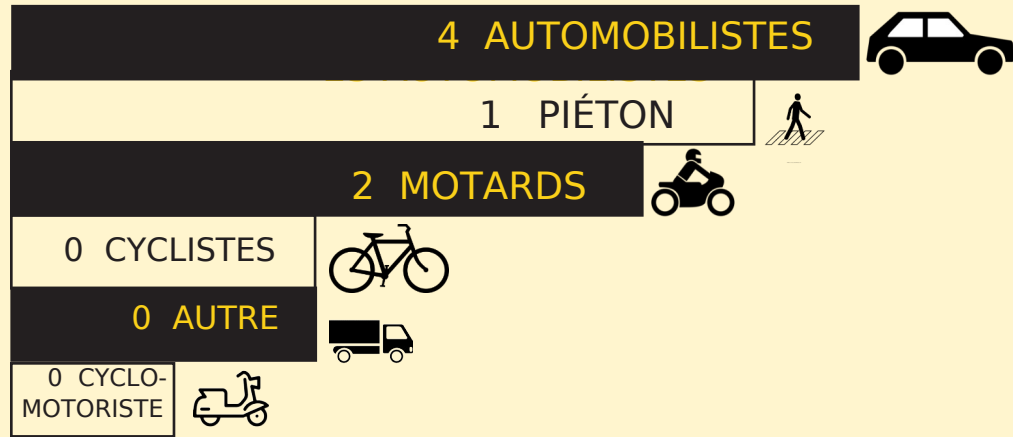 4 AUTOMOBILISTES
1 PIÉTON
2 MOTARDS
0 CYCLISTES
0 AUTRE
0 CYCLO-
MOTORISTE